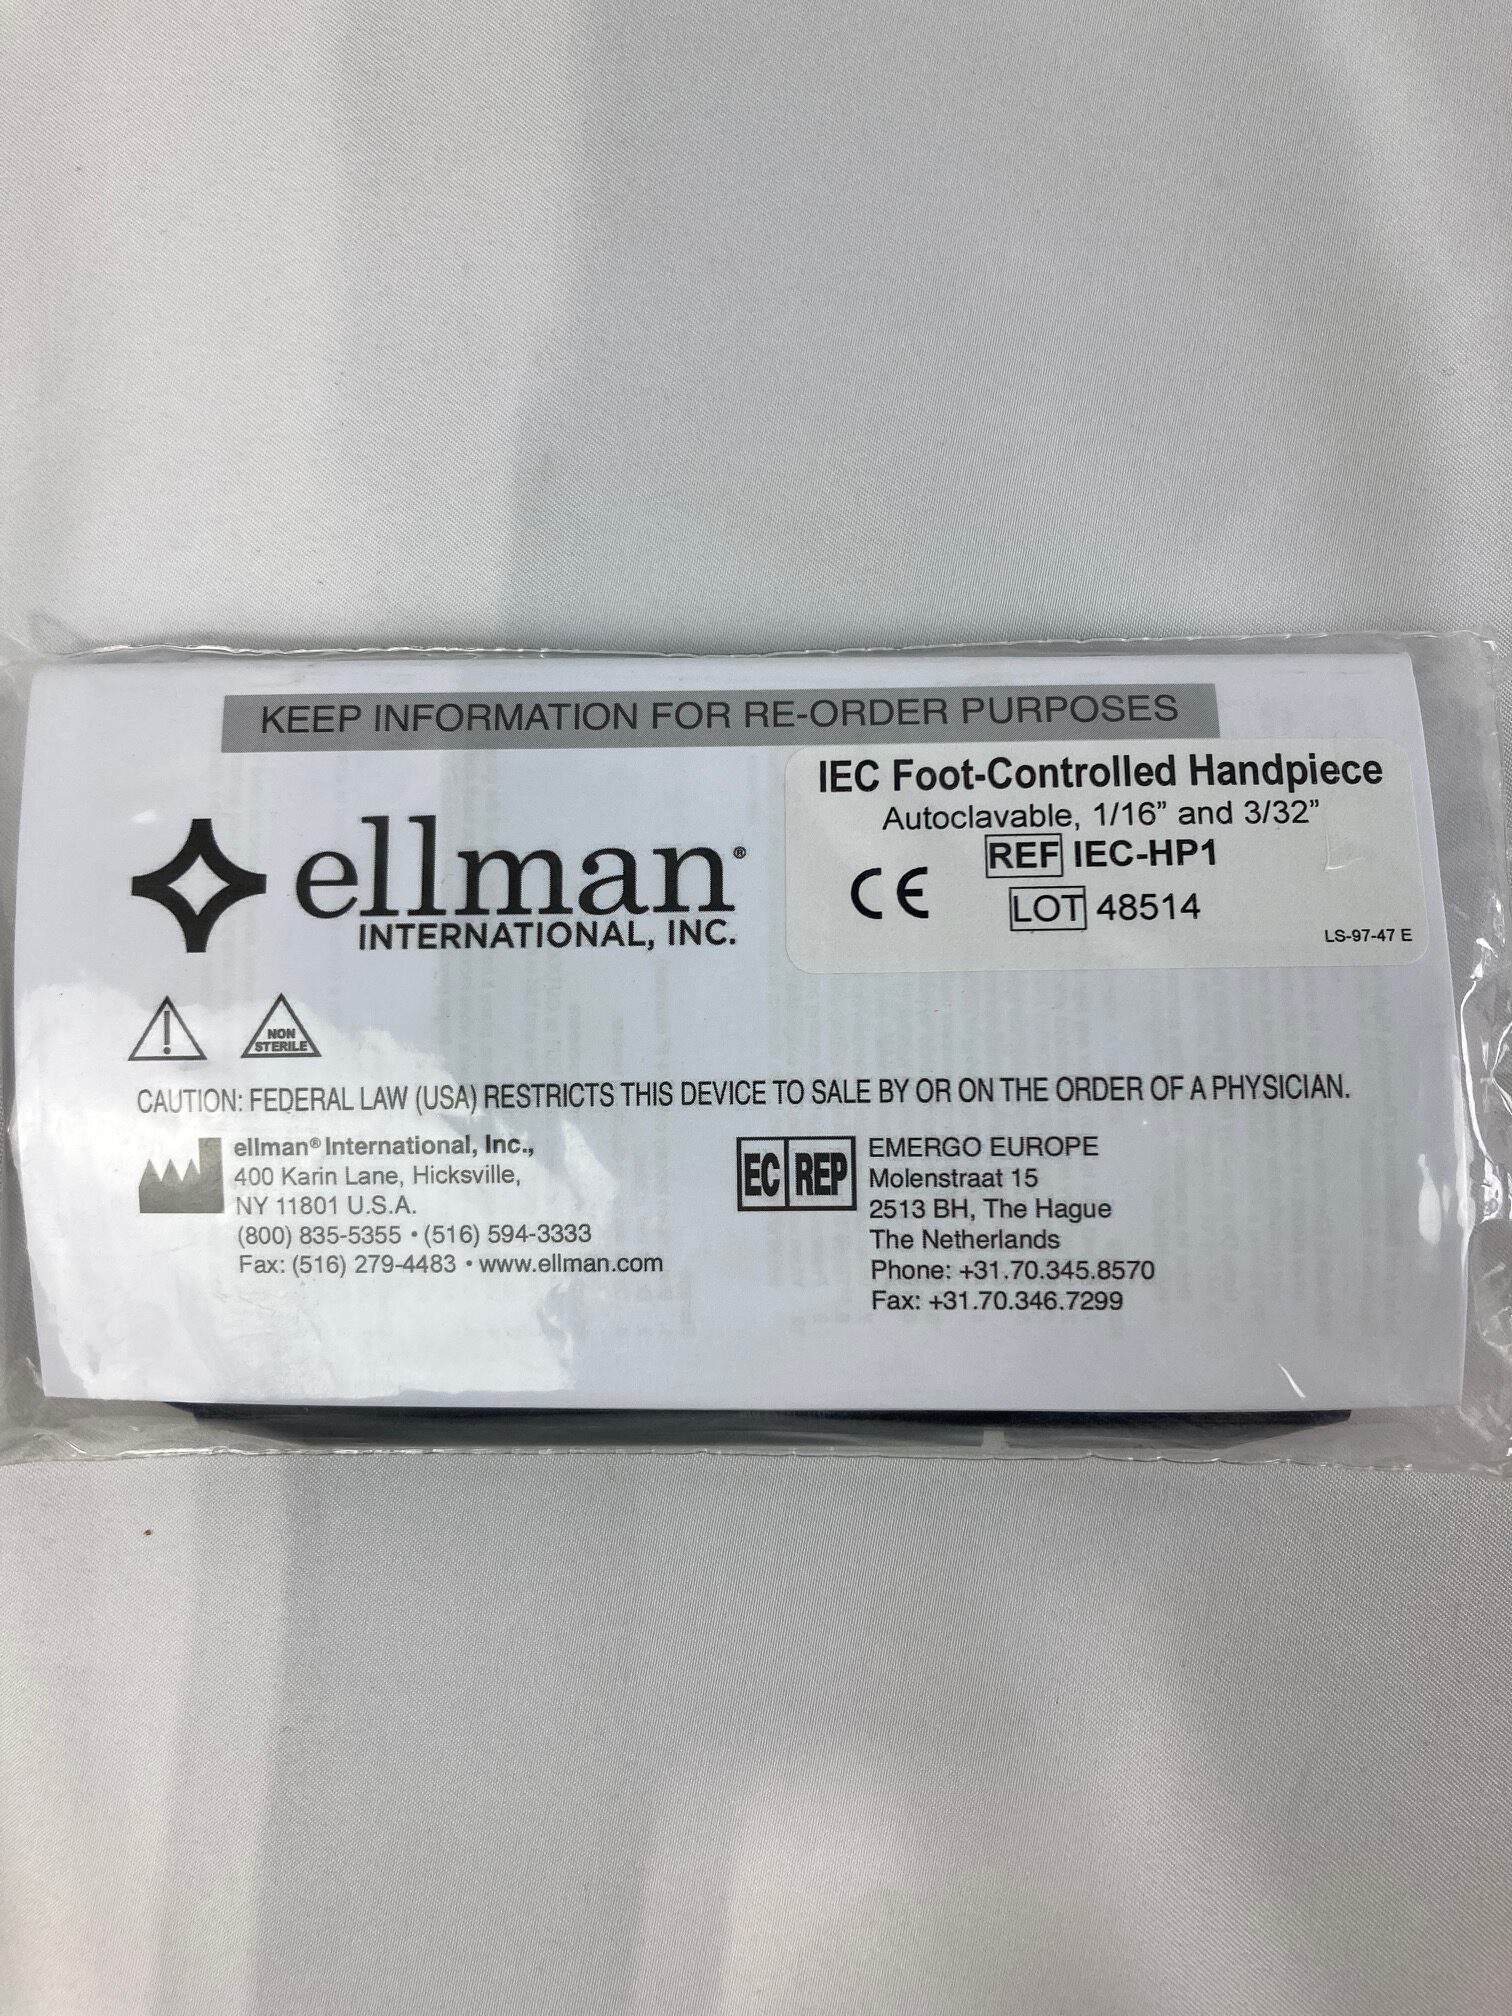 KEEP INFORMATION FOR RE-ORDER PURPOSES
IEC Foot-Controlled Handpiece
Autoclavable, 1/16” and 3/32”
REF IEC-HP1
CE
LOT 48514
LS-97-47 E
ellman®
INTERNATIONAL, INC.
NON
STERILE
CAUTION: FEDERAL LAW (USA) RESTRICTS THIS DEVICE TO SALE BY OR ON THE ORDER OF A PHYSICIAN.
ellman® International, Inc.,
400 Karin Lane, Hicksville,
NY 11801 U.S.A.
(800) 835-5355 • (516) 594-3333
Fax: (516) 279-4483 • www.ellman.com
EC REP
EMERGO EUROPE
Molenstraat 15
2513 BH, The Hague
The Netherlands
Phone: +31.70.345.8570
Fax: +31.70.346.7299